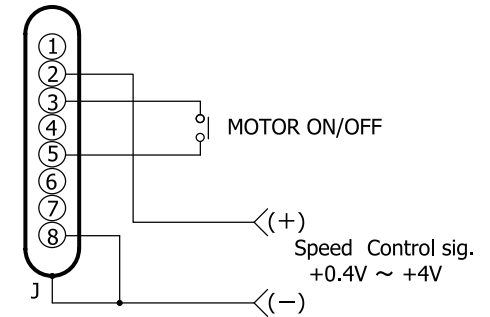 1
2
3
4
5
6
7
8
J
MOTOR ON/OFF
(+)
Speed Control sig.
+0.4V ～ +4V
(−)